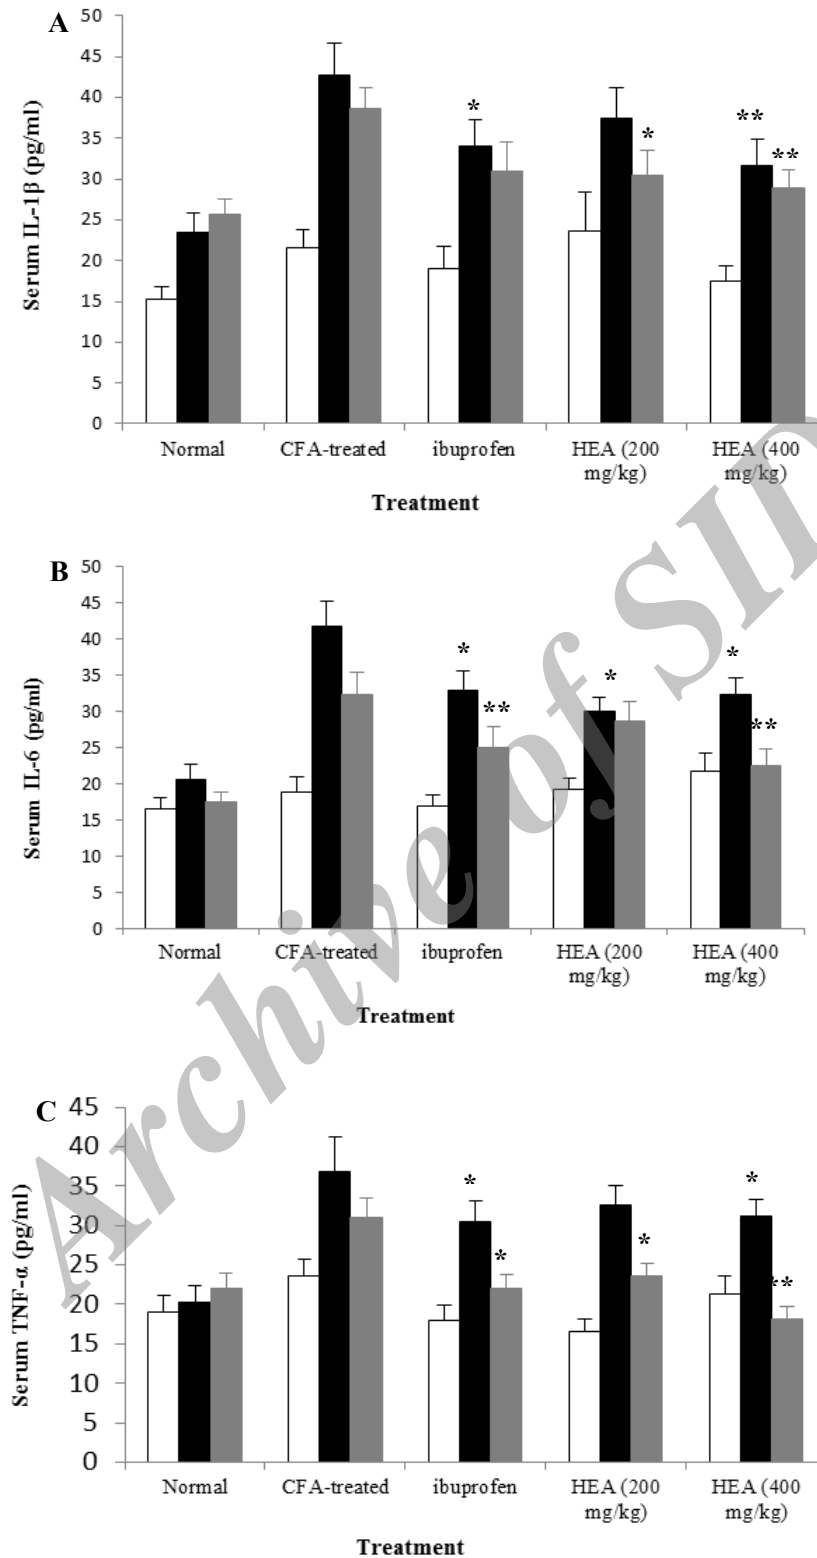 A
50
45
40
35
30
25
20
15
10
5
0
Serum IL-1β (pg/ml)
*
*
**
**
Normal
CFA-treated
ibuprofen
HEA (200
mg/kg)
HEA (400
mg/kg)
Treatment
B
50
45
40
35
30
25
20
15
10
5
0
Serum IL-6 (pg/ml)
*
**
*
*
**
Normal
CFA-treated
ibuprofen
HEA (200
mg/kg)
HEA (400
mg/kg)
Treatment
C
45
40
35
30
25
20
15
10
5
0
Serum TNF-α (pg/ml)
*
*
*
*
**
Normal
CFA-treated
ibuprofen
HEA (200
mg/kg)
HEA (400
mg/kg)
Treatment
Archive of SID